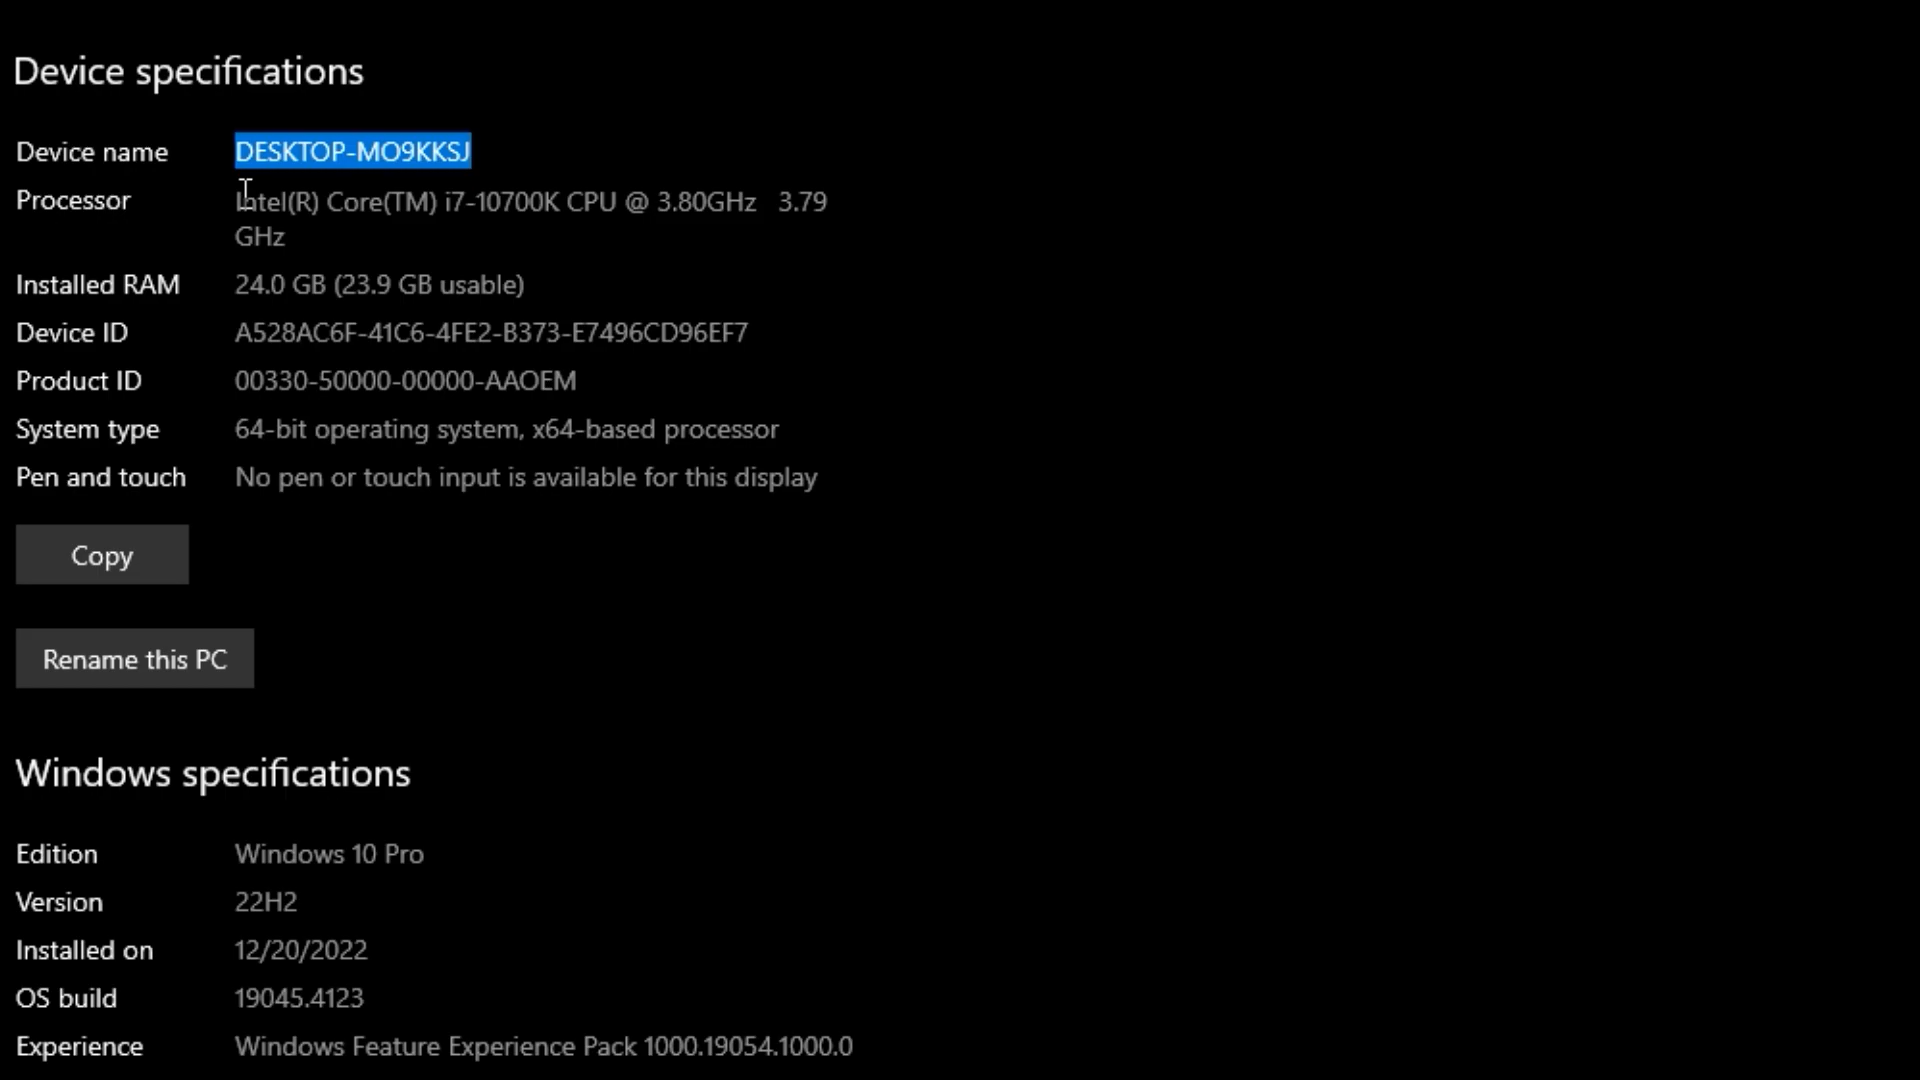 Device specifications
Device name DESKTOP-MO9KKSJ
Processor Intel(R) Core(TM) i7-10700K CPU @ 3.80GHz 3.79
GHz
Installed RAM 24.0 GB (23.9 GB usable)
Device ID A528AC6F-41C6-4FE2-B373-E7496CD96EF7
Product ID 00330-50000-00000-AAOEM
System type 64-bit operating system, x64-based processor
Pen and touch No pen or touch input is available for this display
Copy
Rename this PC
Windows specifications
Edition Windows 10 Pro
Version 22H2
Installed on 12/20/2022
OS build 19045.4123
Experience Windows Feature Experience Pack 1000.19054.1000.0